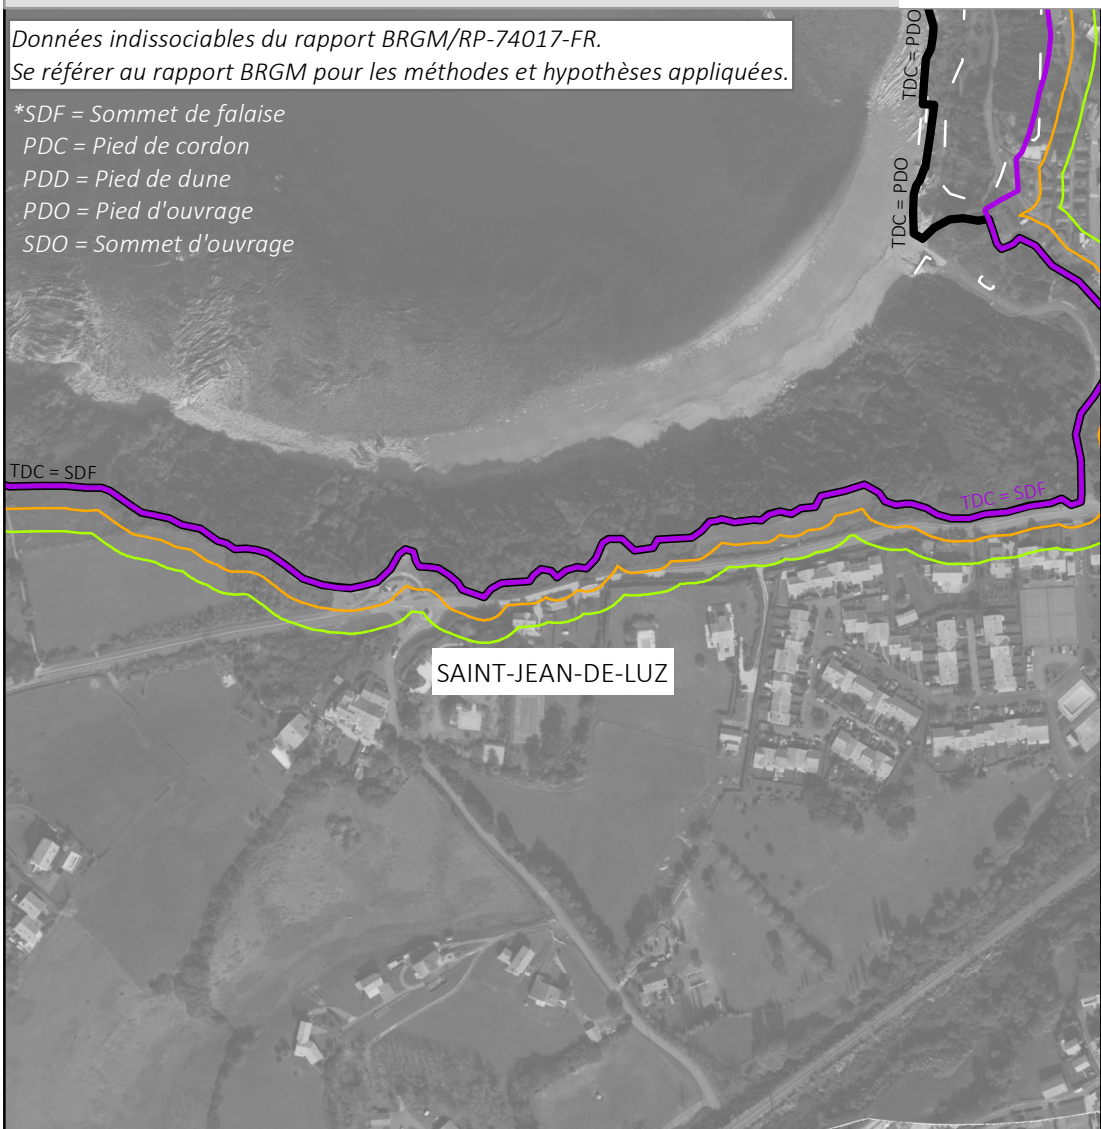 Données indissociables du rapport BRGM/RP-74017-FR.
Se référer au rapport BRGM pour les méthodes et hypothèses appliquées.
*SDF = Sommet de falaise
PDC = Pied de cordon
PDD = Pied de dune
PDO = Pied d'ouvrage
SDO = Sommet d'ouvrage
TDC = PDO
TDC = PDO
TDC = SDF
TDC = SDF
SAINT-JEAN-DE-LUZ